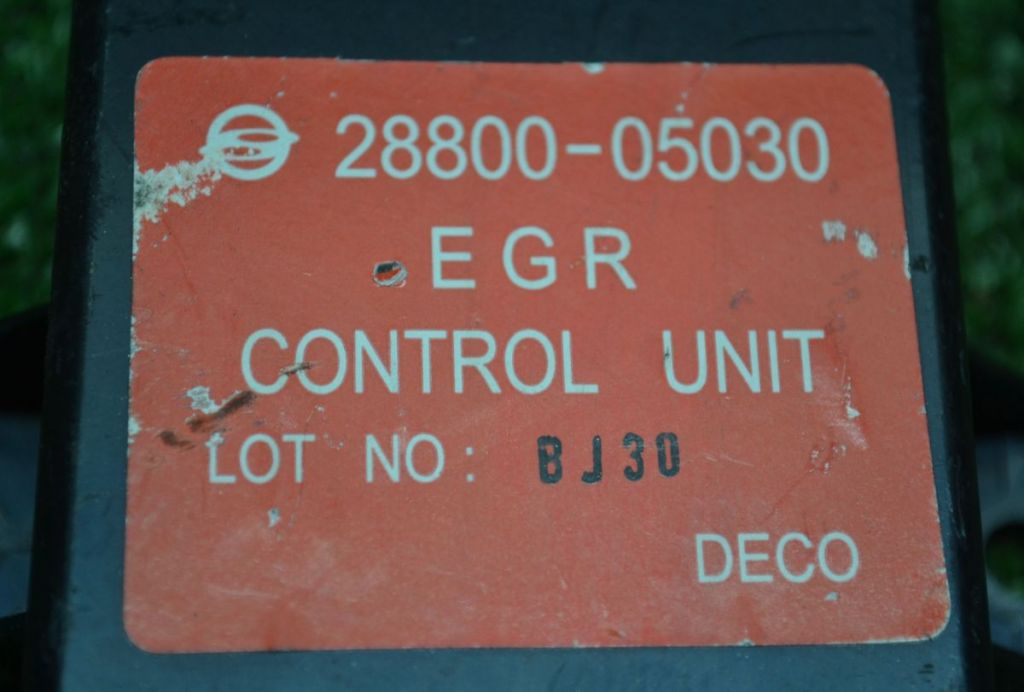 28800-05030
EGR
CONTROL UNIT
LOT NO: BJ30
DECO